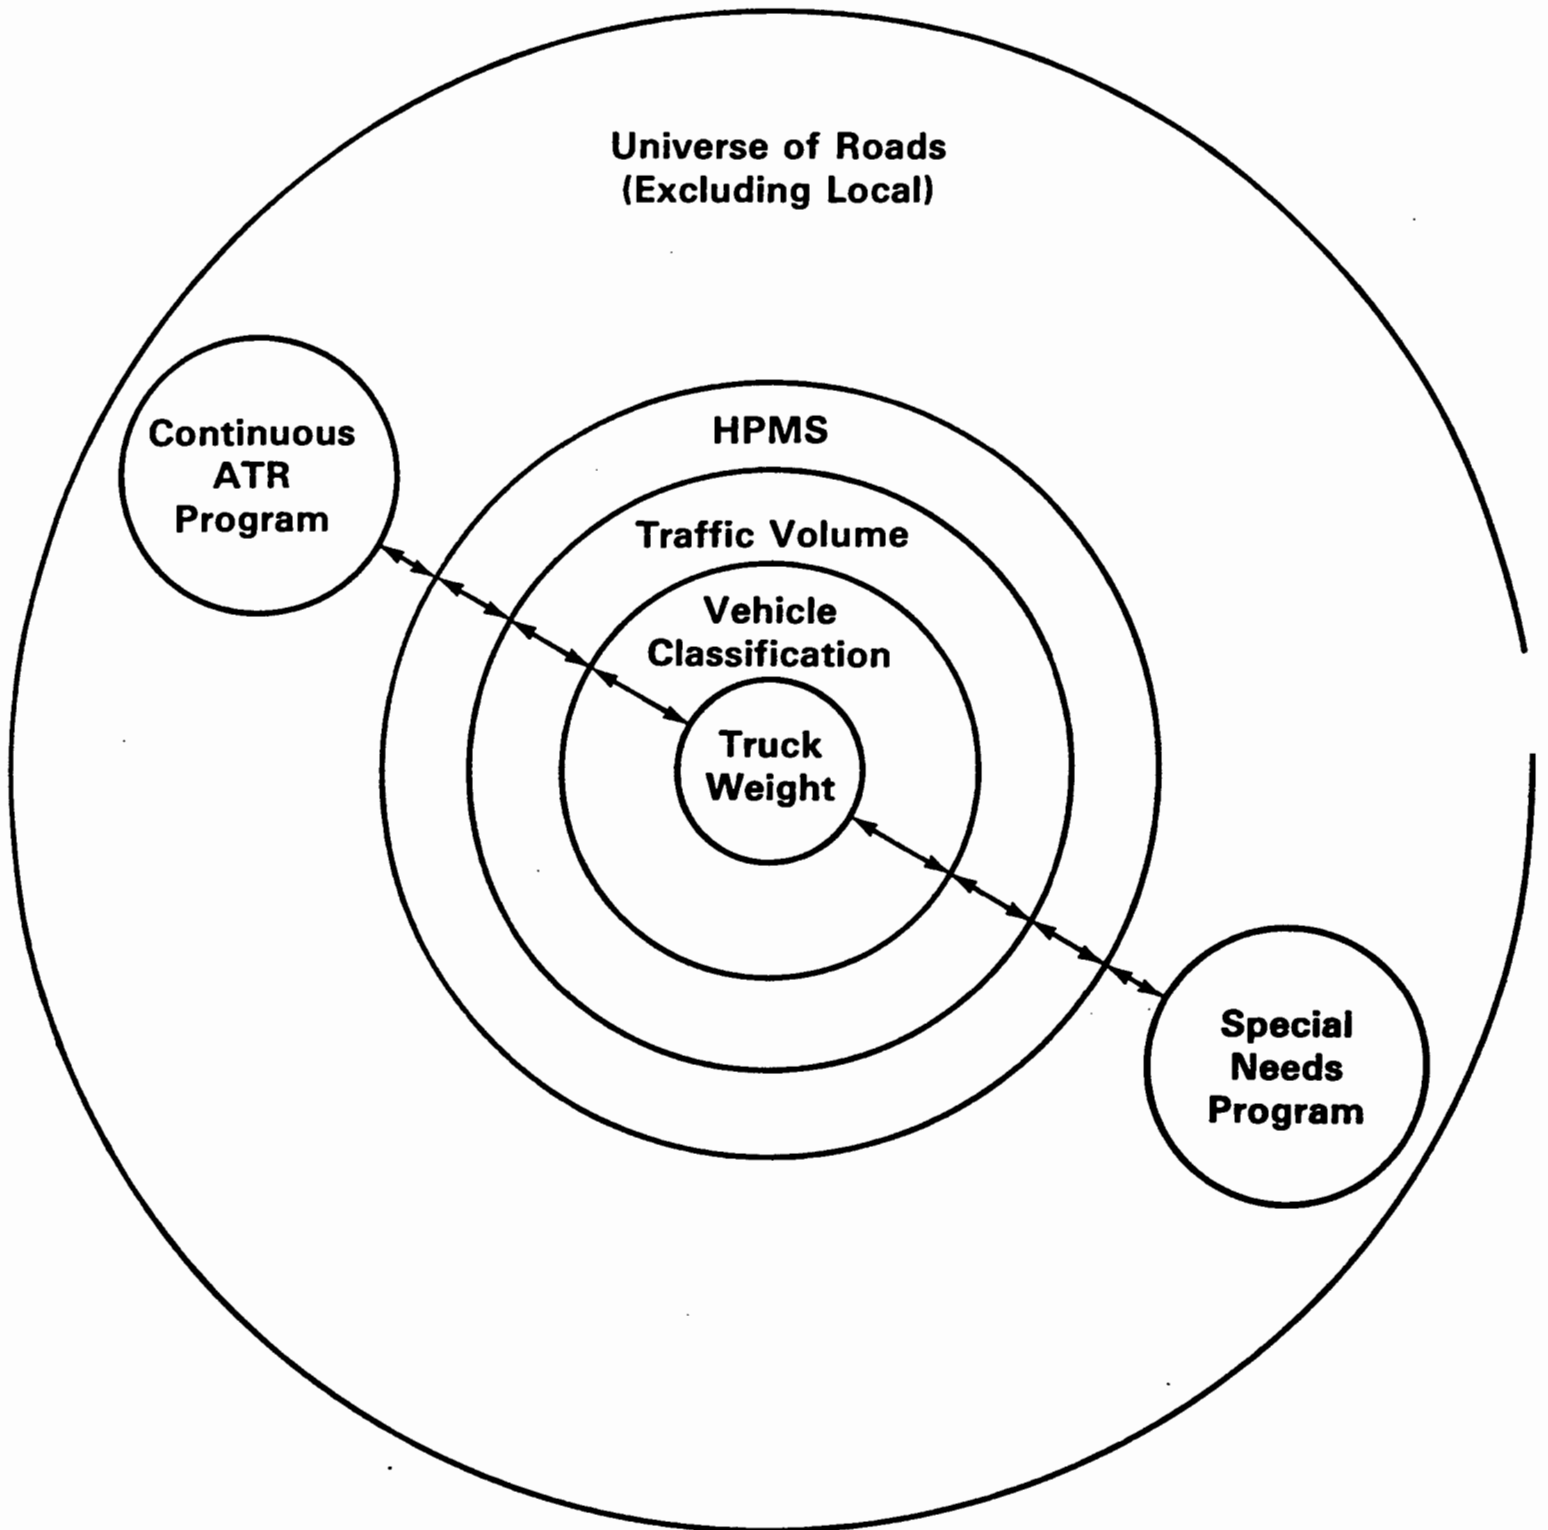 Universe of Roads
(Excluding Local)
Continuous
ATR
Program
HPMS
Traffic Volume
Vehicle
Classification
Truck
Weight
Special
Needs
Program